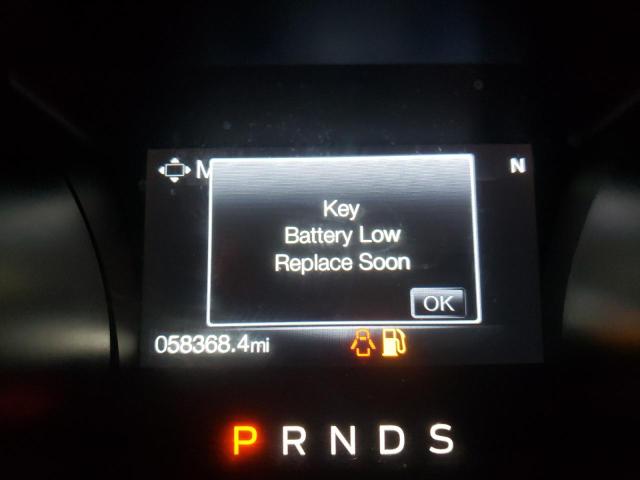 M
N
Key
Battery Low
Replace Soon
OK
058368.4mi
P R N D S